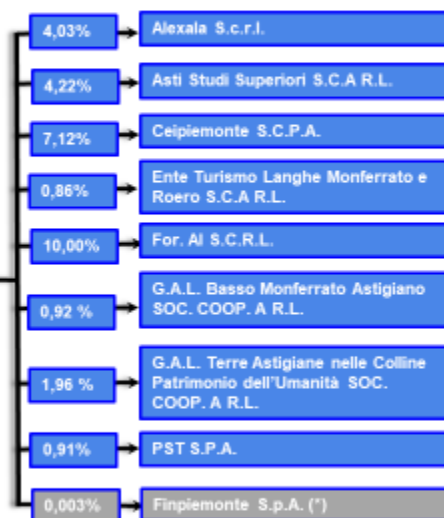 4,03%
Alexala S.c.r.l.
4,22%
Asti Studi Superiori S.C.A R.L.
7,12%
Ceipiemonte S.C.P.A.
0,86%
Ente Turismo Langhe Monferrato e
Roero S.C.A R.L.
10,00%
For. Al S.C.R.L.
0,92 %
G.A.L. Basso Monferrato Astigiano
SOC. COOP. A R.L.
1,96 %
G.A.L. Terre Astigiane nelle Colline
Patrimonio dell'Umanità SOC.
COOP. A R.L.
0,91%
PST S.P.A.
0,003%
Finpiemonte S.p.A. (*)